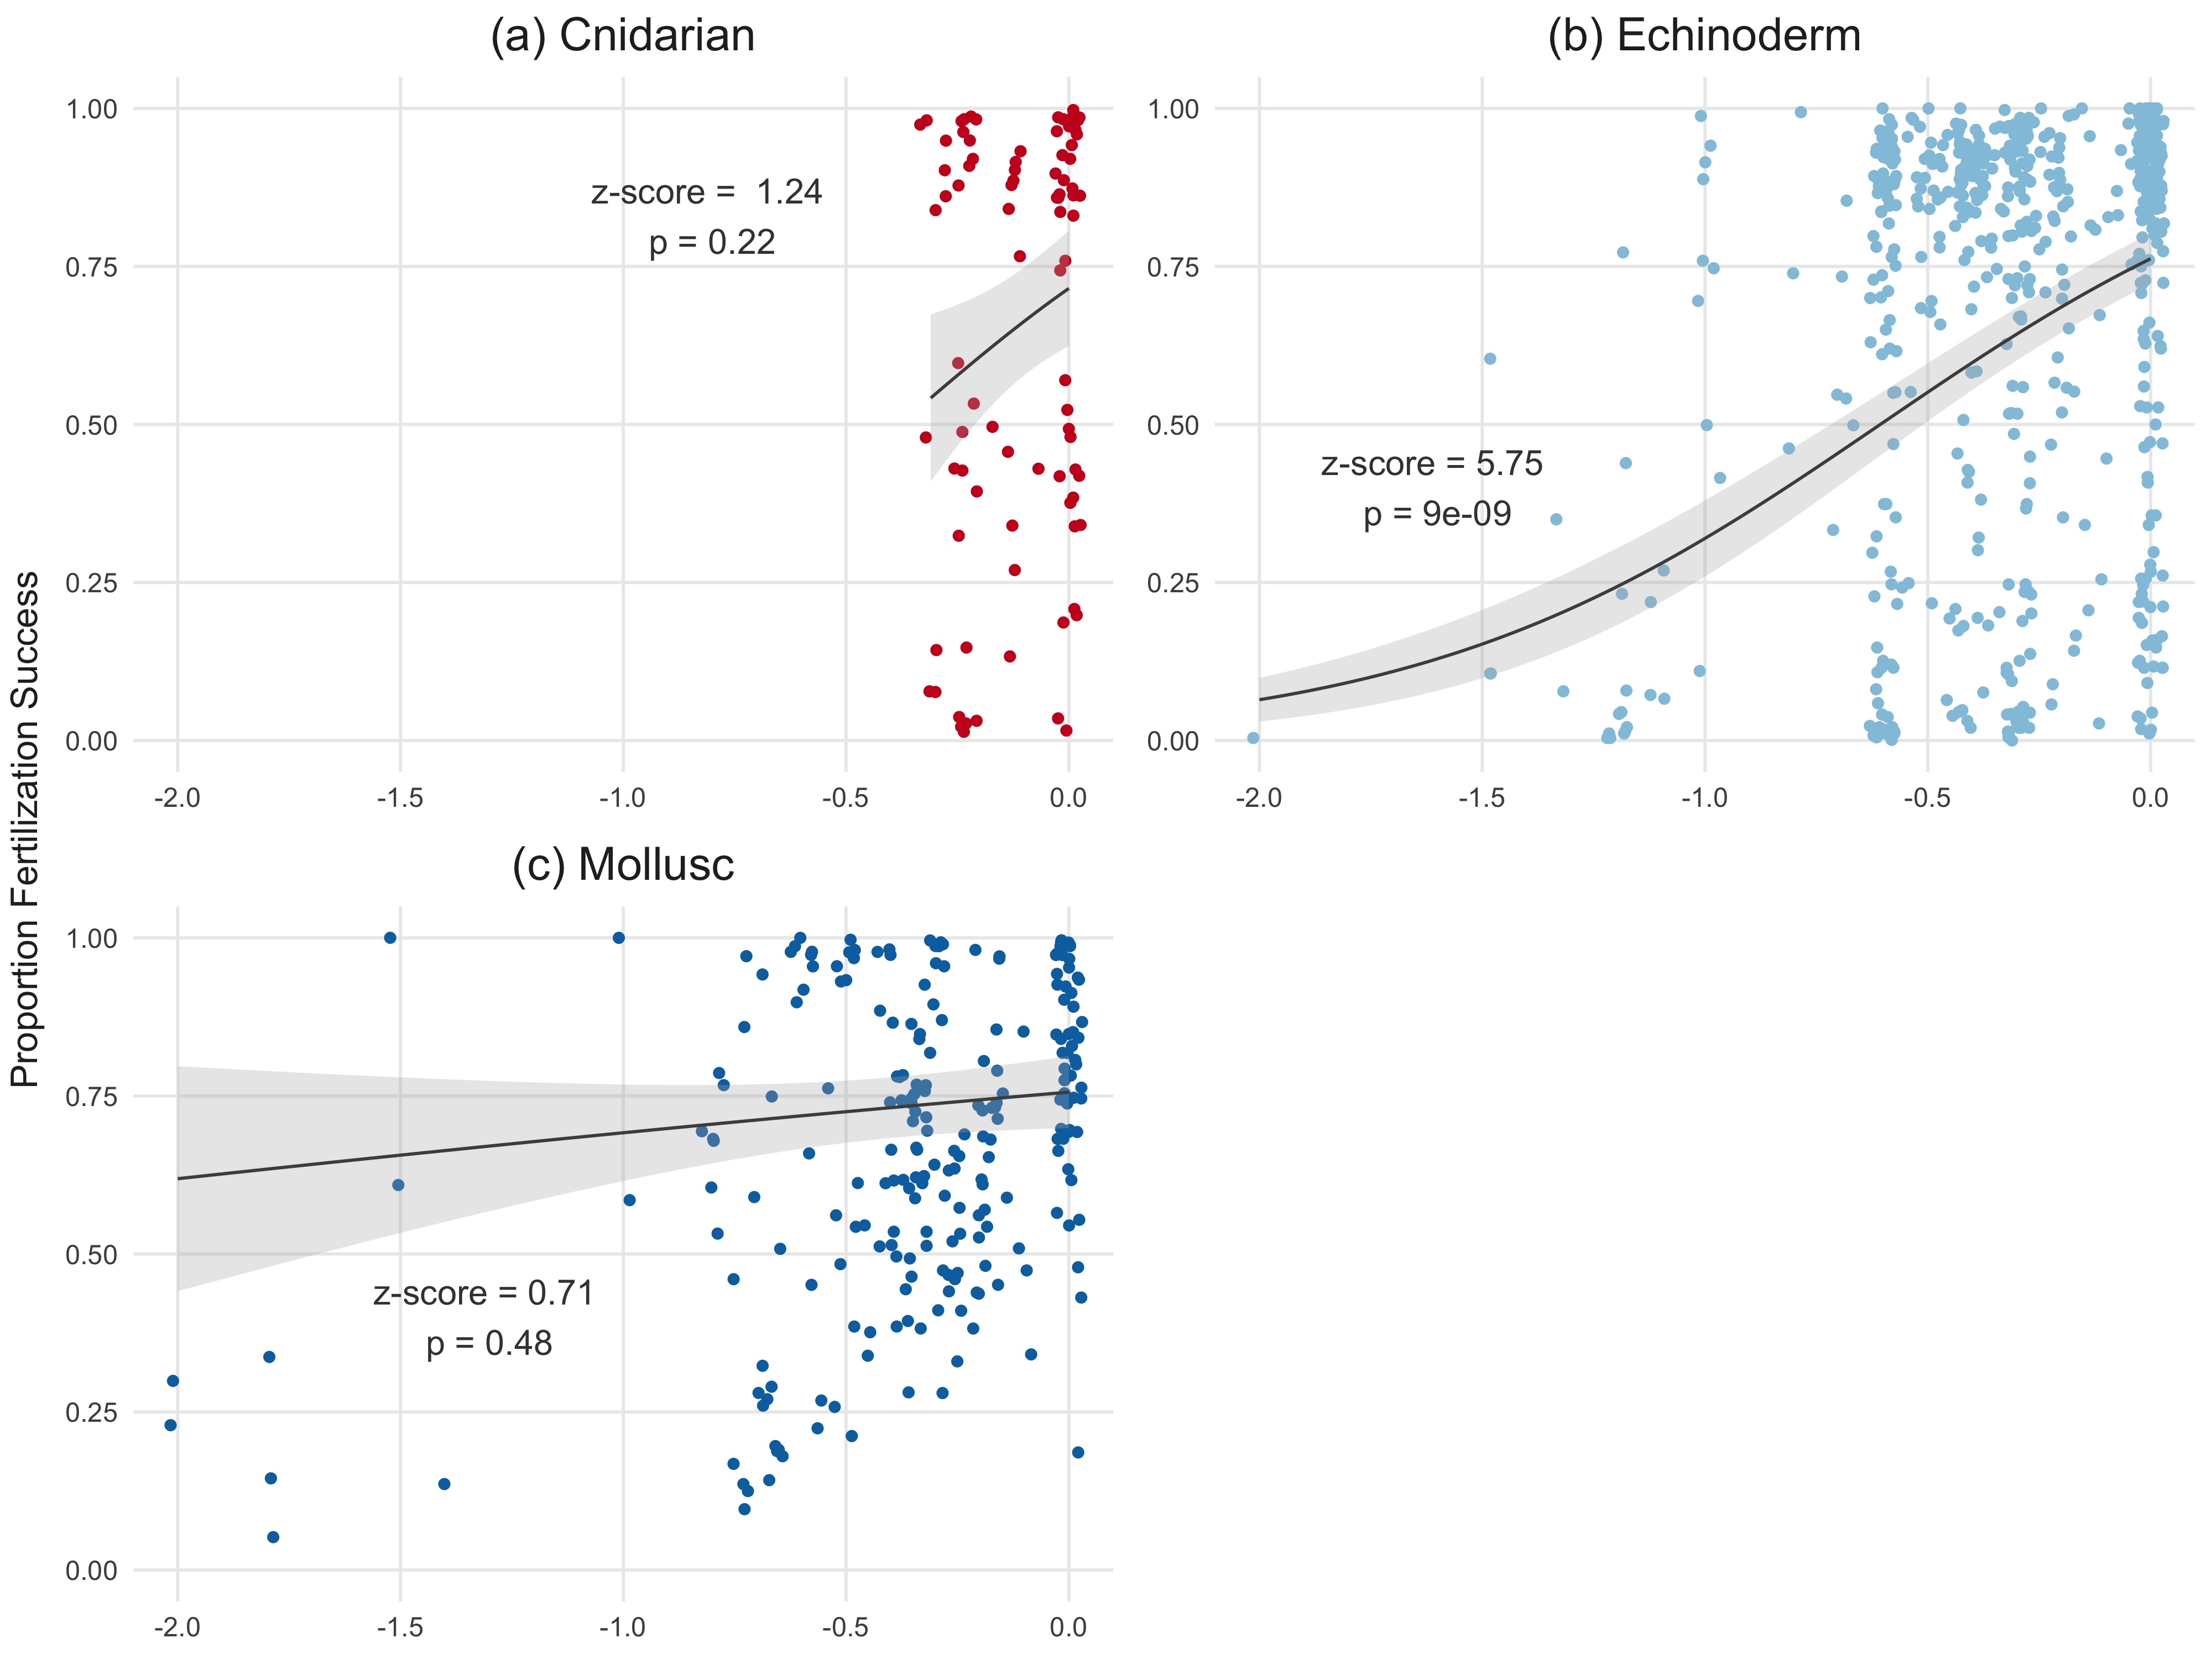 (a) Cnidarian
1.00
0.75
0.50
0.25
0.00
z-score =  1.24
p = 0.22
-2.0 -1.5 -1.0 -0.5 0.0
(b) Echinoderm
1.00
0.75
0.50
0.25
0.00
z-score = 5.75
p = 9e-09
-2.0 -1.5 -1.0 -0.5 0.0
Proportion Fertilization Success
(c) Mollusc
1.00
0.75
0.50
0.25
0.00
z-score = 0.71
p = 0.48
-2.0 -1.5 -1.0 -0.5 0.0